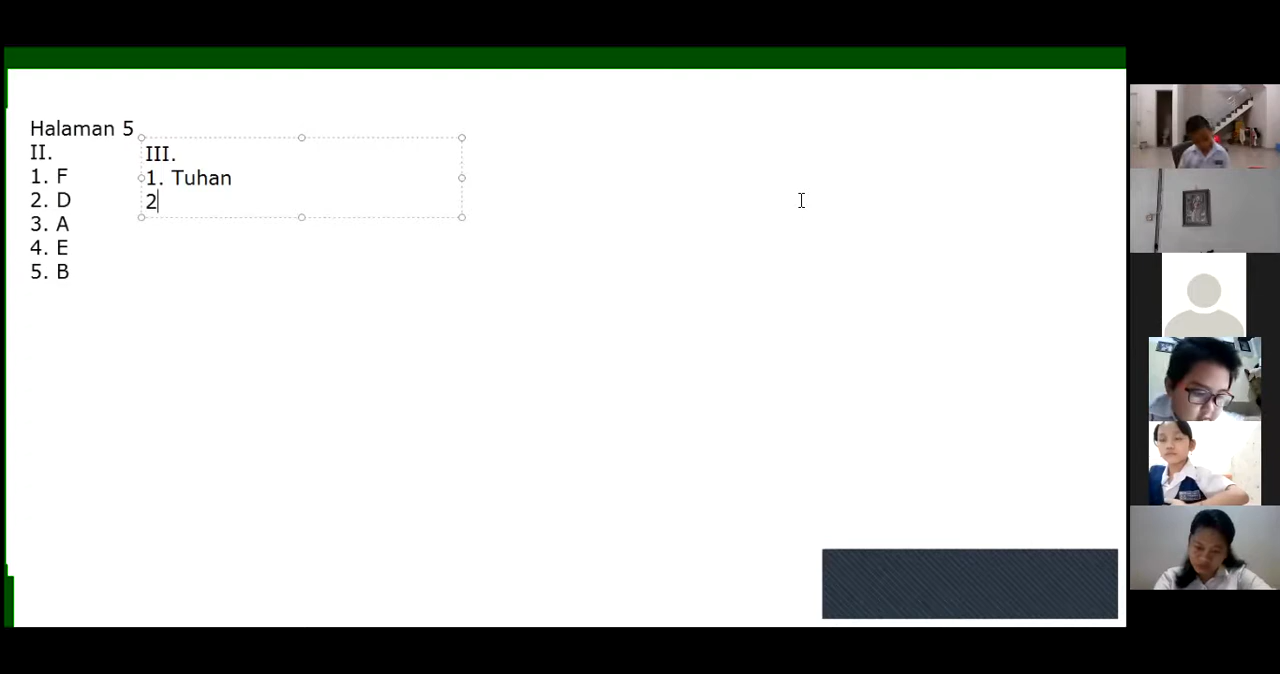 Halaman 5
II.
1. F
2. D
3. A
4. E
5. B
III.
1. Tuhan
2